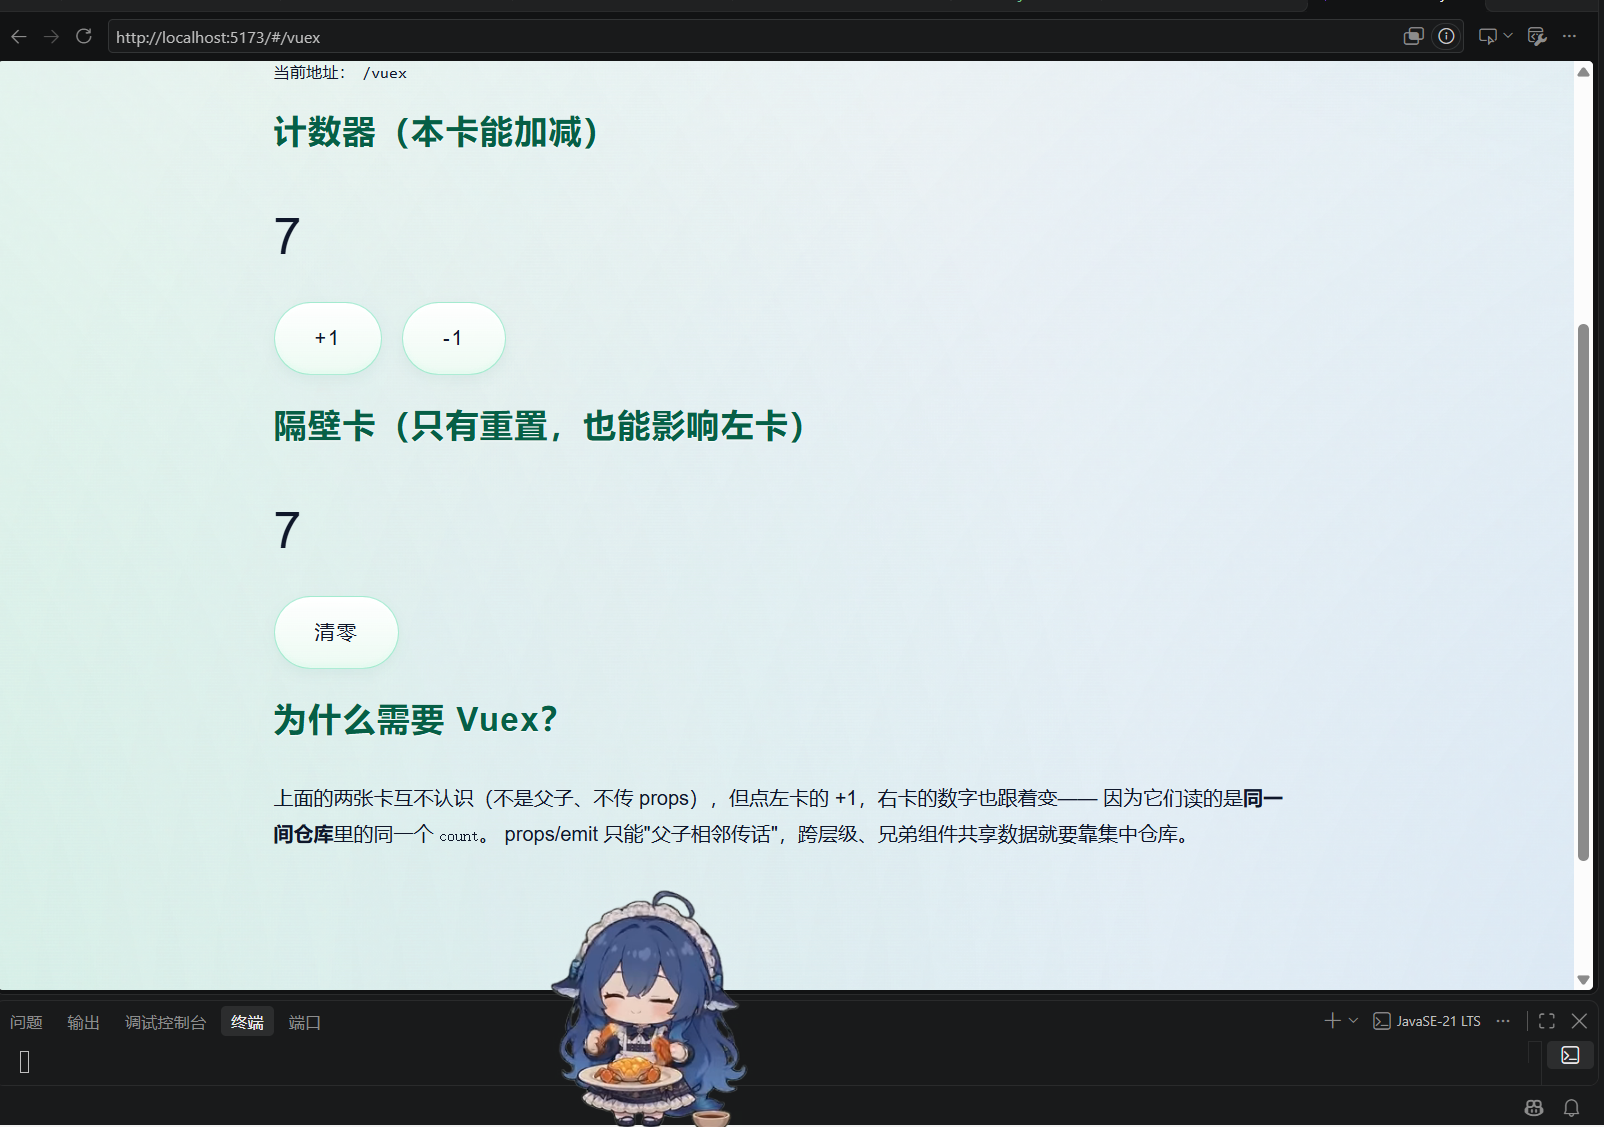 http://localhost:5173/#/vuex
当前地址： /vuex
计数器（本卡能加减）
7
+1 -1
隔壁卡（只有重置，也能影响左卡）
7
清零
为什么需要 Vuex？
上面的两张卡互不认识（不是父子、不传 props），但点左卡的 +1，右卡的数字也跟着变—— 因为它们读的是同一
间仓库里的同一个 count。 props/emit 只能"父子相邻传话"，跨层级、兄弟组件共享数据就要靠集中仓库。
问题 输出 调试控制台 终端 端口 JavaSE-21 LTS